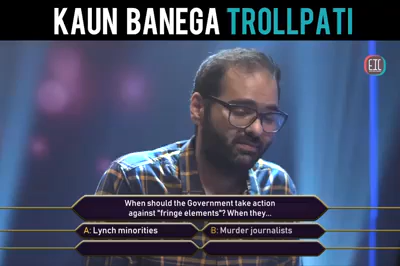 KAUN BANEGA TROLLPATI
EIC
When should the Government take action
against "fringe elements"? When they...
A: Lynch minorities
B: Murder journalists